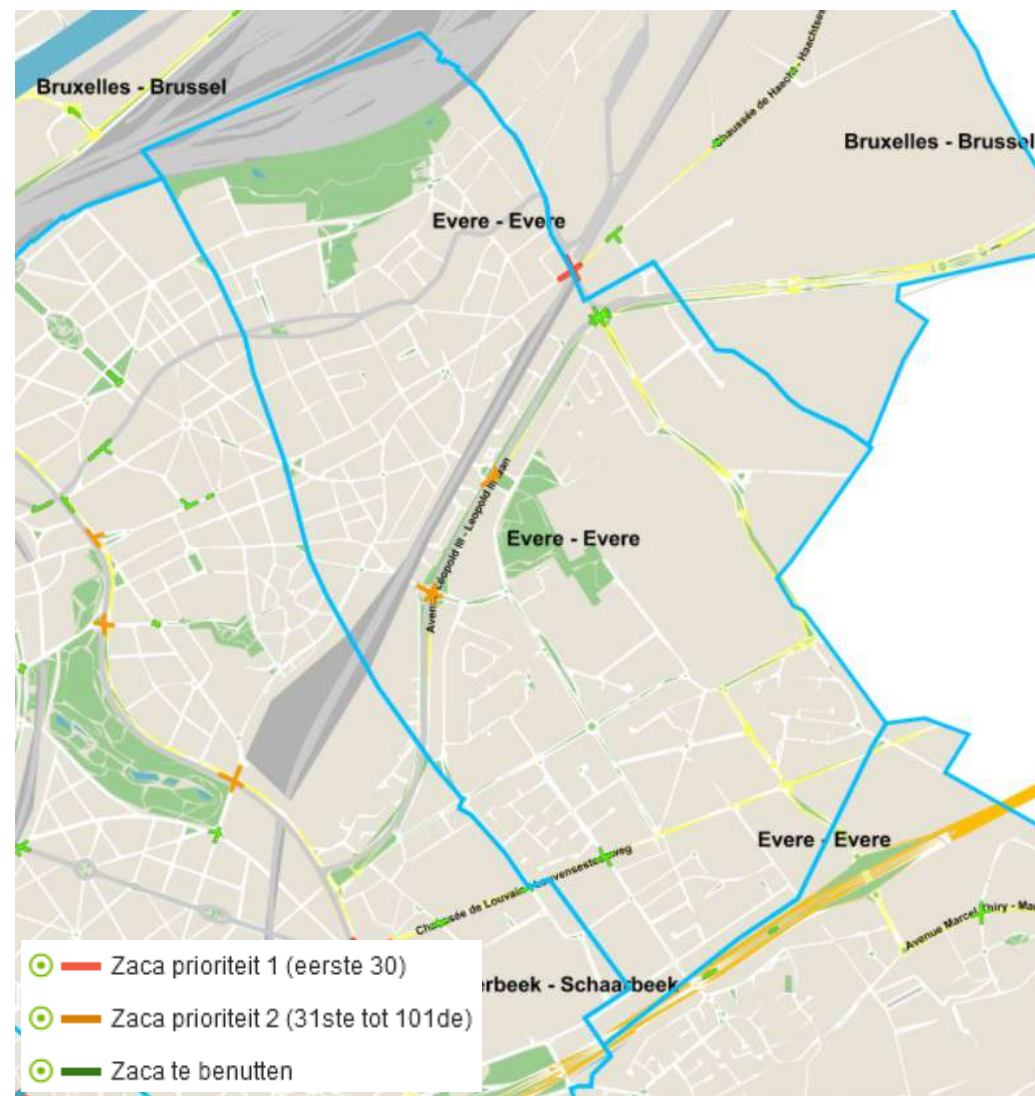 Bruxelles - Brussel
Chaussée de Haecht - Haachtsen
Bruxelles - Brussel
Evere - Evere
Avenue Léopold III - Leopold III laan
Evere - Evere
Evere - Evere
Chaussée de Louvain - Leuvensesteenweg
Avenue Marcel Thiry - Ma
erbeek - Schaarbeek
Zaca prioriteit 1 (eerste 30)
Zaca prioriteit 2 (31ste tot 101de)
Zaca te benutten